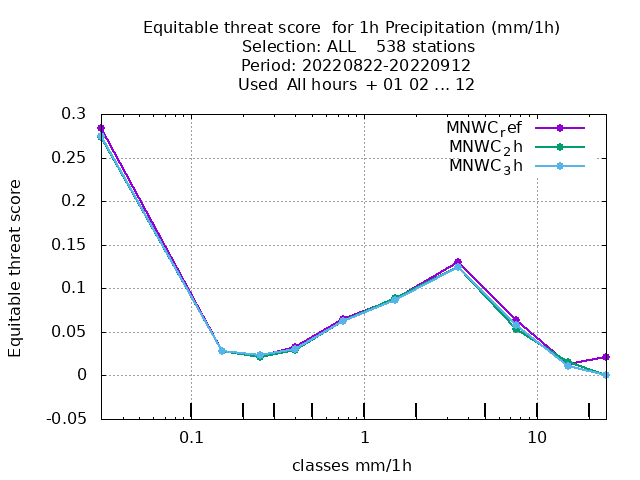 Equitable threat score  for 1h Precipitation (mm/1h)
Selection: ALL    538 stations
Period: 20220822-20220912
Used  All hours  + 01 02 ... 12
MNWC_ref
MNWC_2h
MNWC_3h
0.3
0.25
0.2
0.15
0.1
0.05
0
-0.05
Equitable threat score
0.1 1 10
classes mm/1h